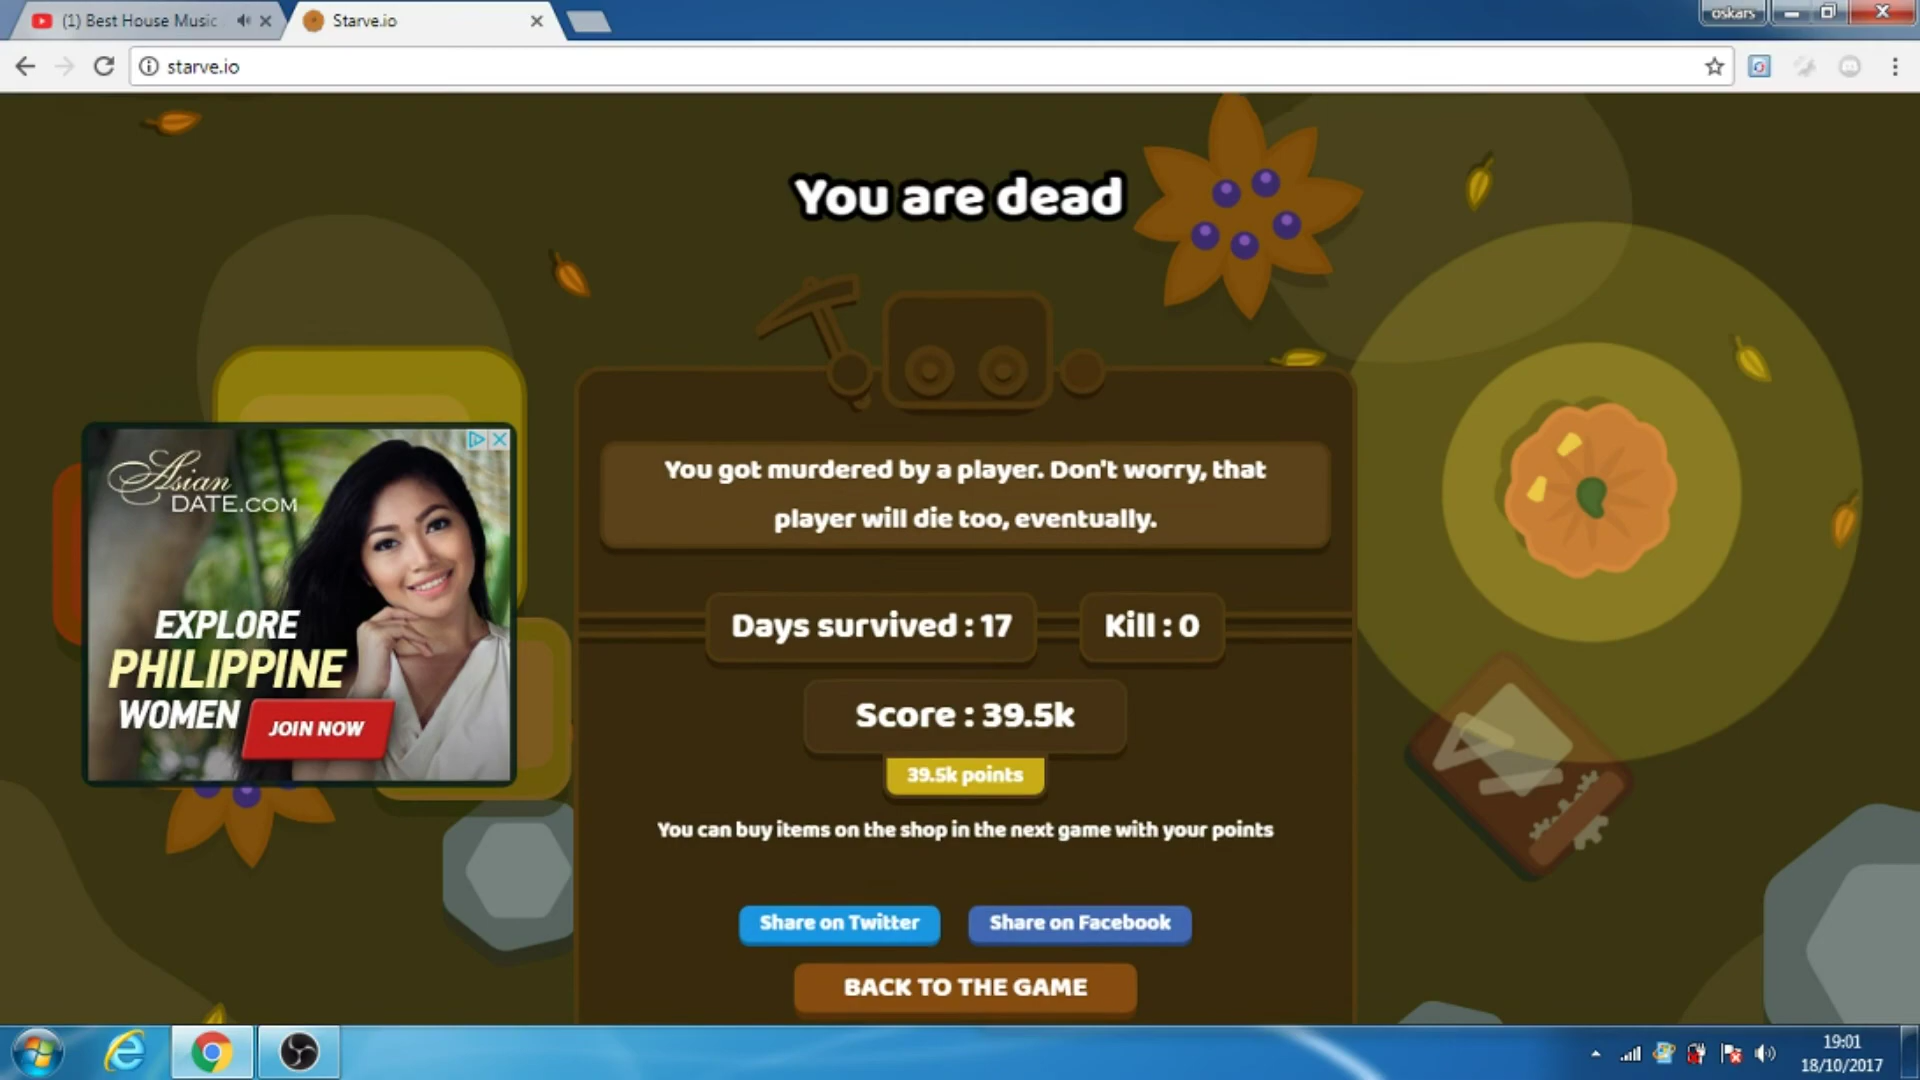 (1) Best House Music
Starve.io
oskars
starve.io
You are dead
You got murdered by a player. Don't worry, that
player will die too, eventually.
Days survived : 17
Kill : 0
Score : 39.5k
39.5k points
You can buy items on the shop in the next game with your points
Share on Twitter
Share on Facebook
BACK TO THE GAME
Asian
DATE.COM
EXPLORE
PHILIPPINE
WOMEN
JOIN NOW
19:01
18/10/2017